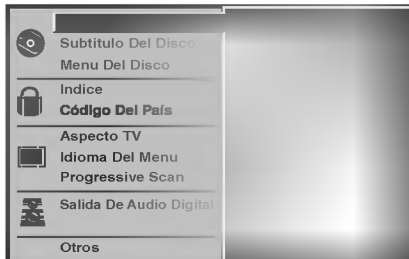 Subtitulo Del Disco
Menu Del Disco
Indice
Código Del País
Aspecto TV
Idioma Del Menu
Progressive Scan
Salida De Audio Digital
Otros